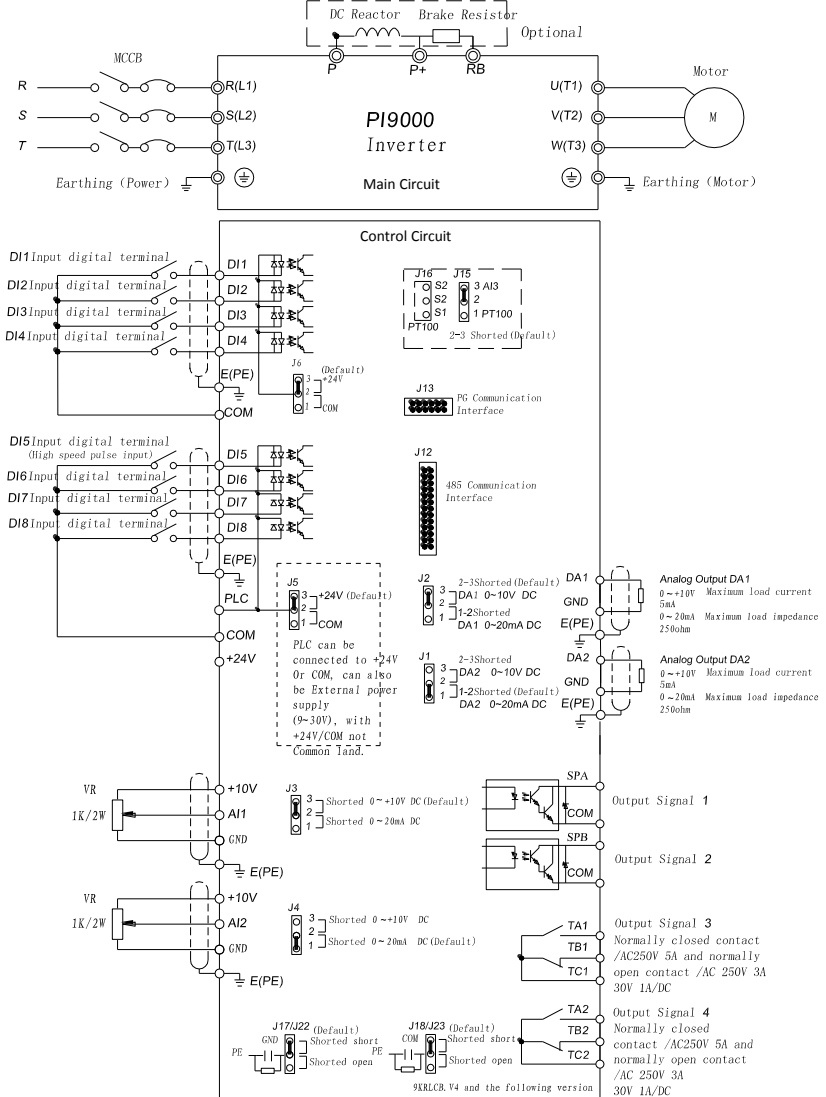 DC Reactor Brake Resistor
Optional
P P+ RB
MCCB
Motor
R R(L1) U(T1)
S S(L2) V(T2) M
T T(L3) W(T3)
PI9000
Inverter
Main Circuit
Earthing (Power)
Earthing (Motor)
Control Circuit
DI1 Input digital terminal DI1
DI2 Input digital terminal DI2
DI3 Input digital terminal DI3
DI4 Input digital terminal DI4
E(PE)
COM
J6
(Default)
3 +24V
2
1 COM
J16 J15
S2 3 AI3
S2 2
S1 1 PT100
PT100
2-3 Shorted (Default)
J13
PG Communication
Interface
J12
485 Communication
Interface
DI5 Input digital terminal DI5
(High speed pulse input)
DI6 Input digital terminal DI6
DI7 Input digital terminal DI7
DI8 Input digital terminal DI8
E(PE)
PLC
COM
+24V
J5
3 +24V (Default)
2
1 COM
PLC can be
connected to +24V
Or COM, can also
be External power
supply
(9~30V), with
+24V/COM not
Common land.
J2
2-3Shorted (Default)
3 DA1 0~10V DC
2
1-2Shorted
1 DA1 0~20mA DC
DA1
GND
E(PE)
Analog Output DA1
0~+10V Maximum load current
5mA
0~20mA Maximum load impedance
250ohm
J1
2-3Shorted
3 DA2 0~10V DC
2
1-2Shorted (Default)
1 DA2 0~20mA DC
DA2
GND
E(PE)
Analog Output DA2
0~+10V Maximum load current
5mA
0~20mA Maximum load impedance
250ohm
VR
1K/2W
+10V
AI1
GND
E(PE)
J3
3 Shorted 0~+10V DC (Default)
2
1 Shorted 0~20mA DC
SPA
COM
Output Signal 1
SPB
COM
Output Signal 2
VR
1K/2W
+10V
AI2
GND
E(PE)
J4
3 Shorted 0~+10V DC
2
1 Shorted 0~20mA DC (Default)
TA1
TB1
TC1
Output Signal 3
Normally closed contact
/AC250V 5A and normally
open contact /AC 250V 3A
30V 1A/DC
TA2
TB2
TC2
Output Signal 4
Normally closed
contact /AC250V 5A and
normally open contact
/AC 250V 3A
30V 1A/DC
J17/J22 (Default)
GND Shorted short
PE
Shorted open
J18/J23 (Default)
COM Shorted short
PE
Shorted open
9KRLCB.V4 and the following version